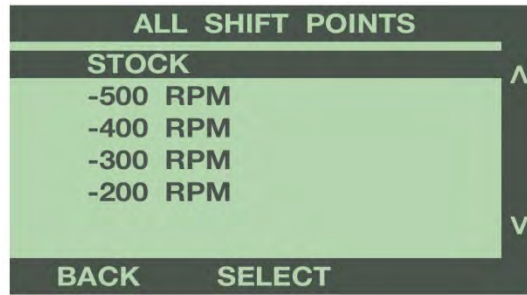 ALL SHIFT POINTS
STOCK
-500 RPM
-400 RPM
-300 RPM
-200 RPM
BACK SELECT